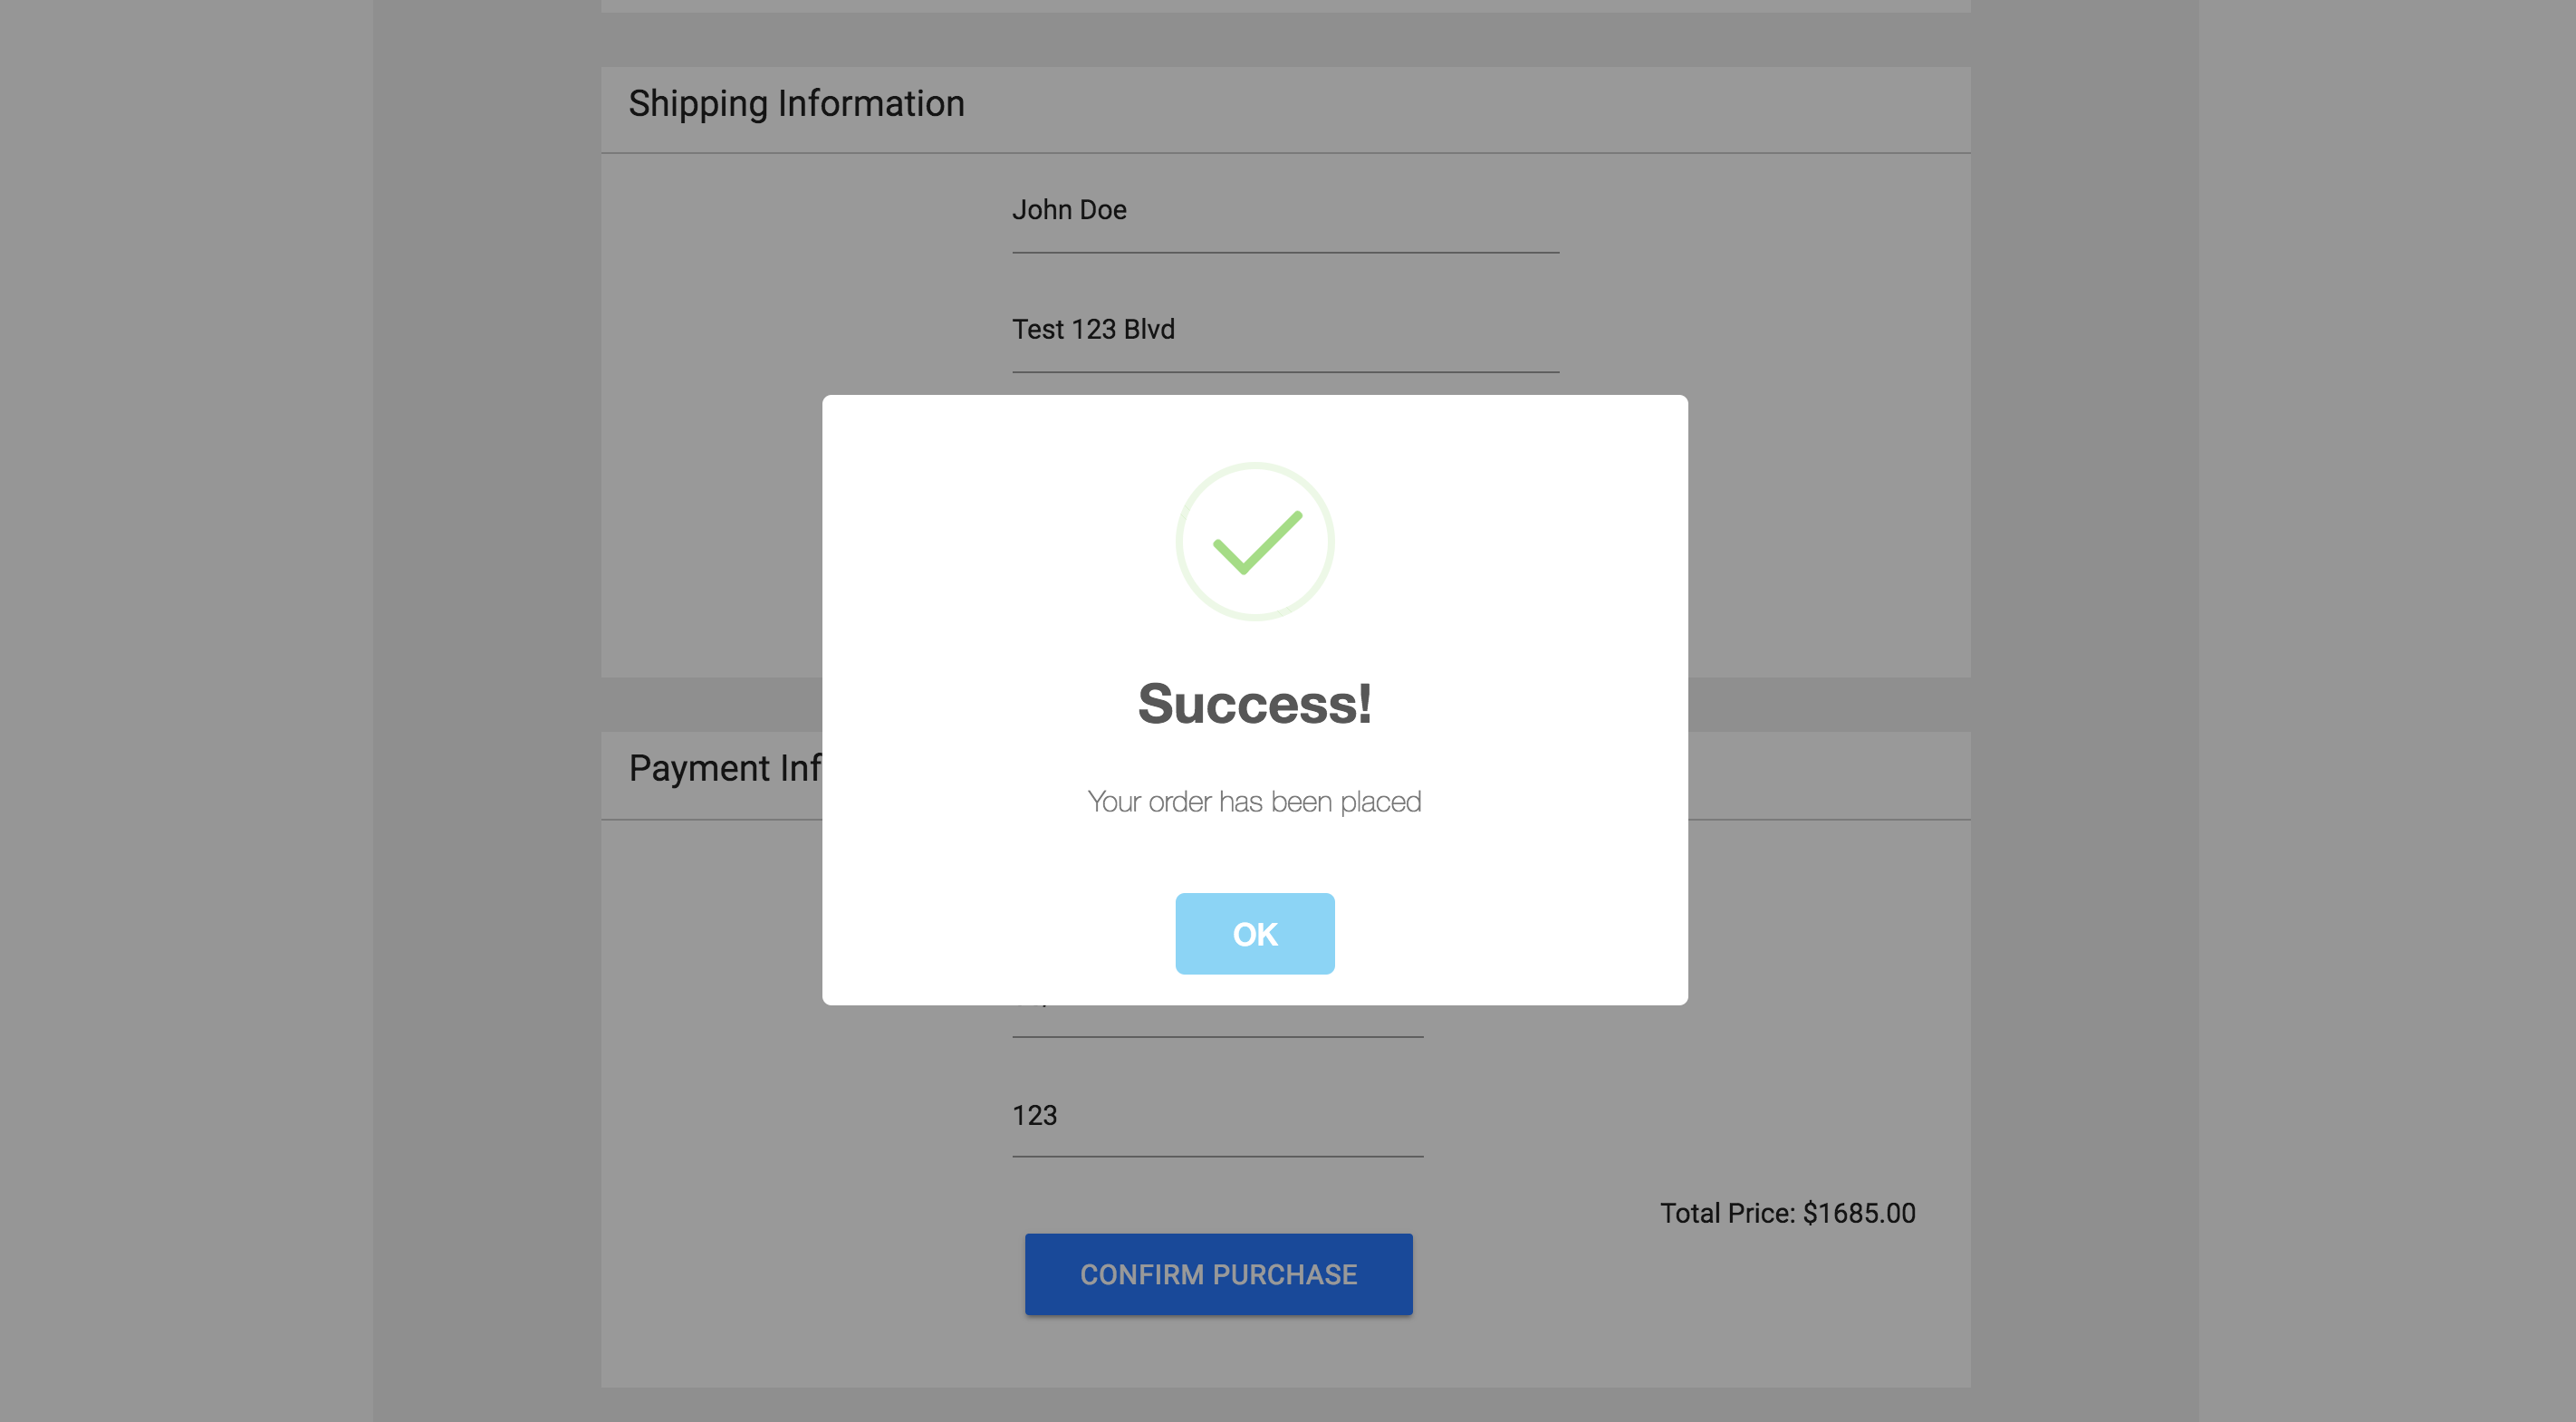 Shipping Information
John Doe
Test 123 Blvd
Success!
Your order has been placed
OK
Payment Inf
123
Total Price: $1685.00
CONFIRM PURCHASE